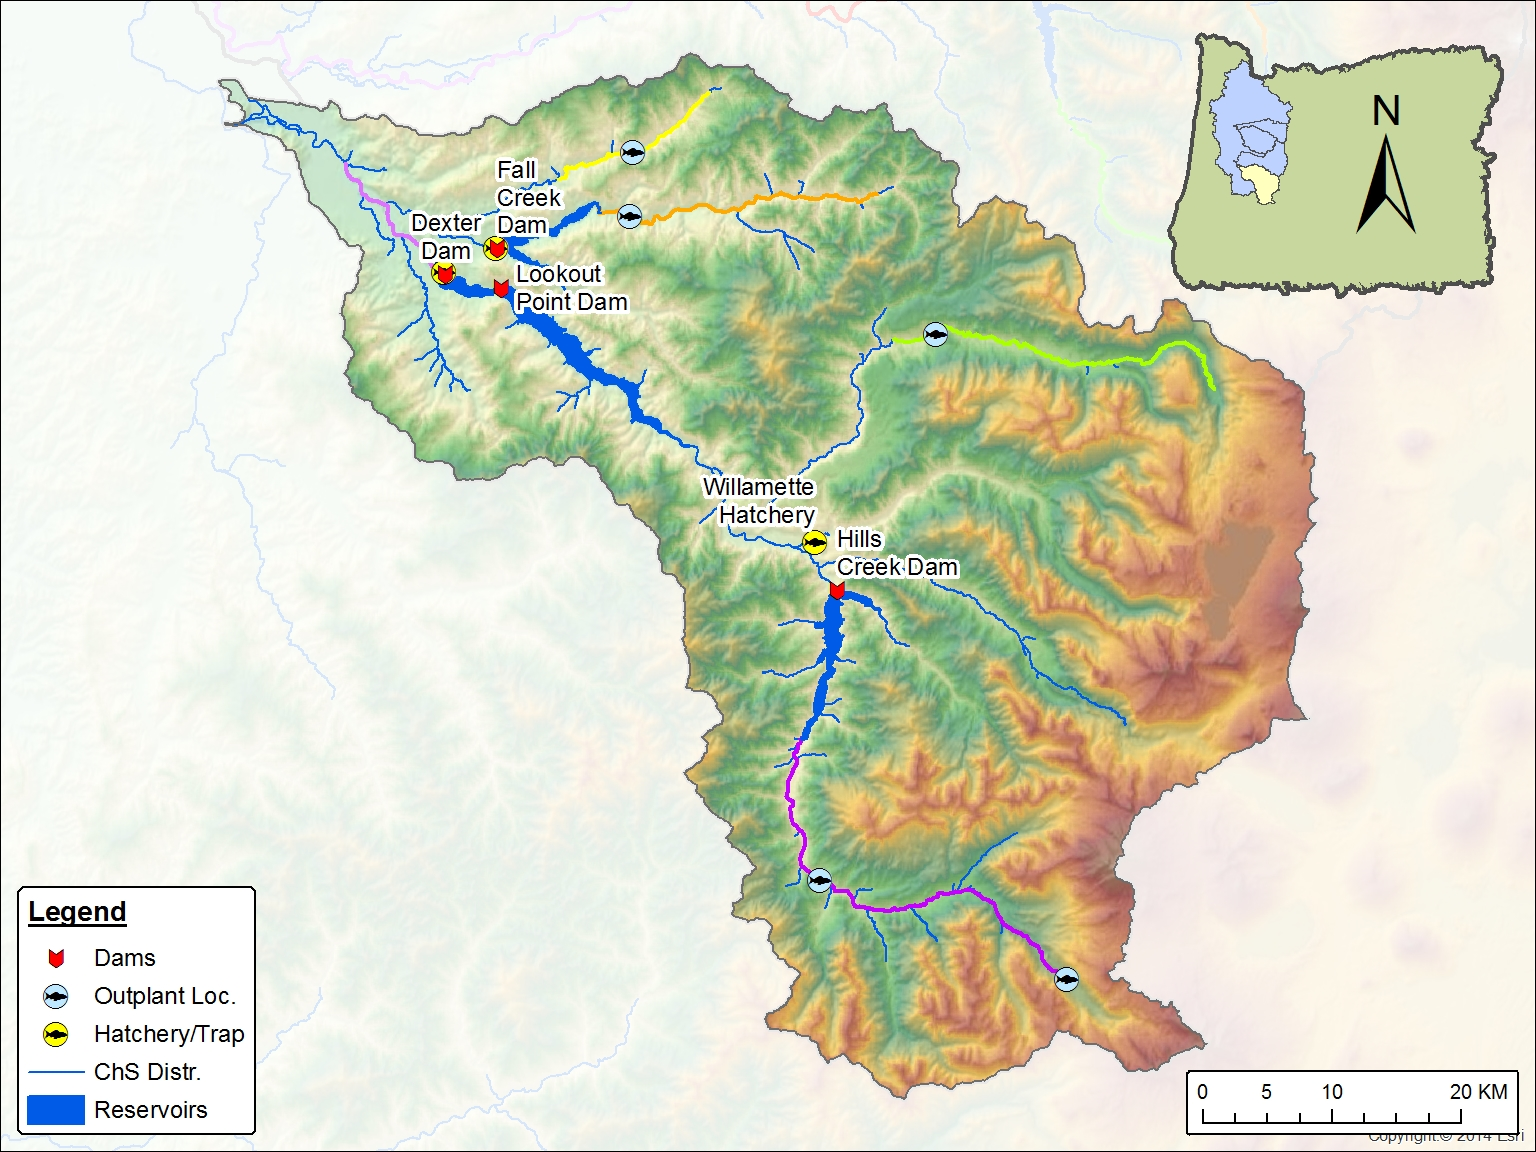 N
Fall
Creek
Dam
Dexter
Dam
Lookout
Point Dam
Willamette
Hatchery
Hills
Creek Dam
Legend
Dams
Outplant Loc.
Hatchery/Trap
ChS Distr.
Reservoirs
0 5 10 20 KM
Copyright:© 2014 Esri